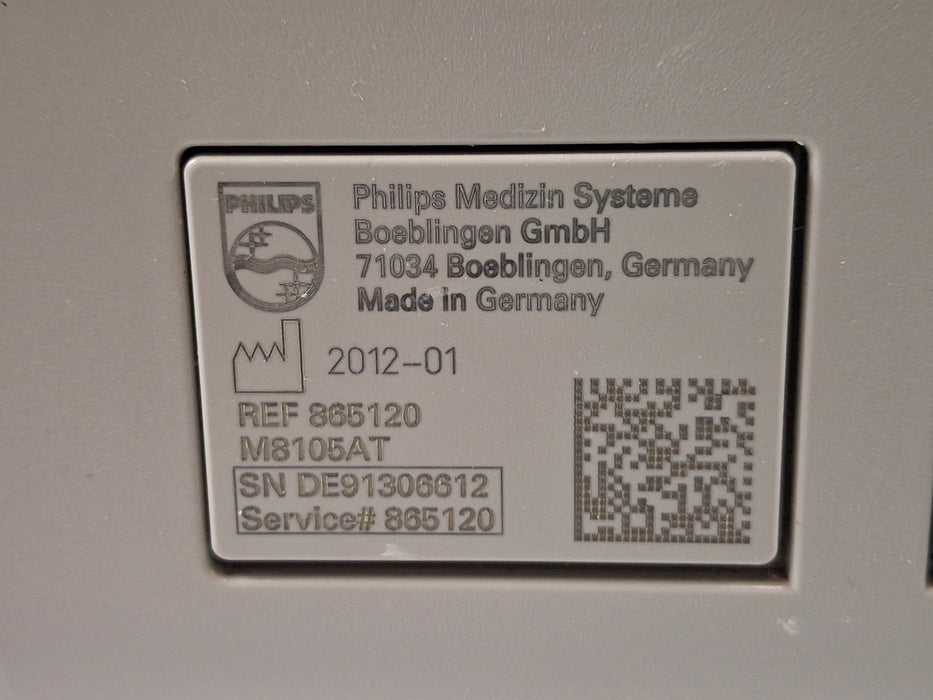 PHILIPS
Philips Medizin Systeme
Boeblingen GmbH
71034 Boeblingen, Germany
Made in Germany
2012-01
REF 865120
M8105AT
SN DE91306612
Service# 865120